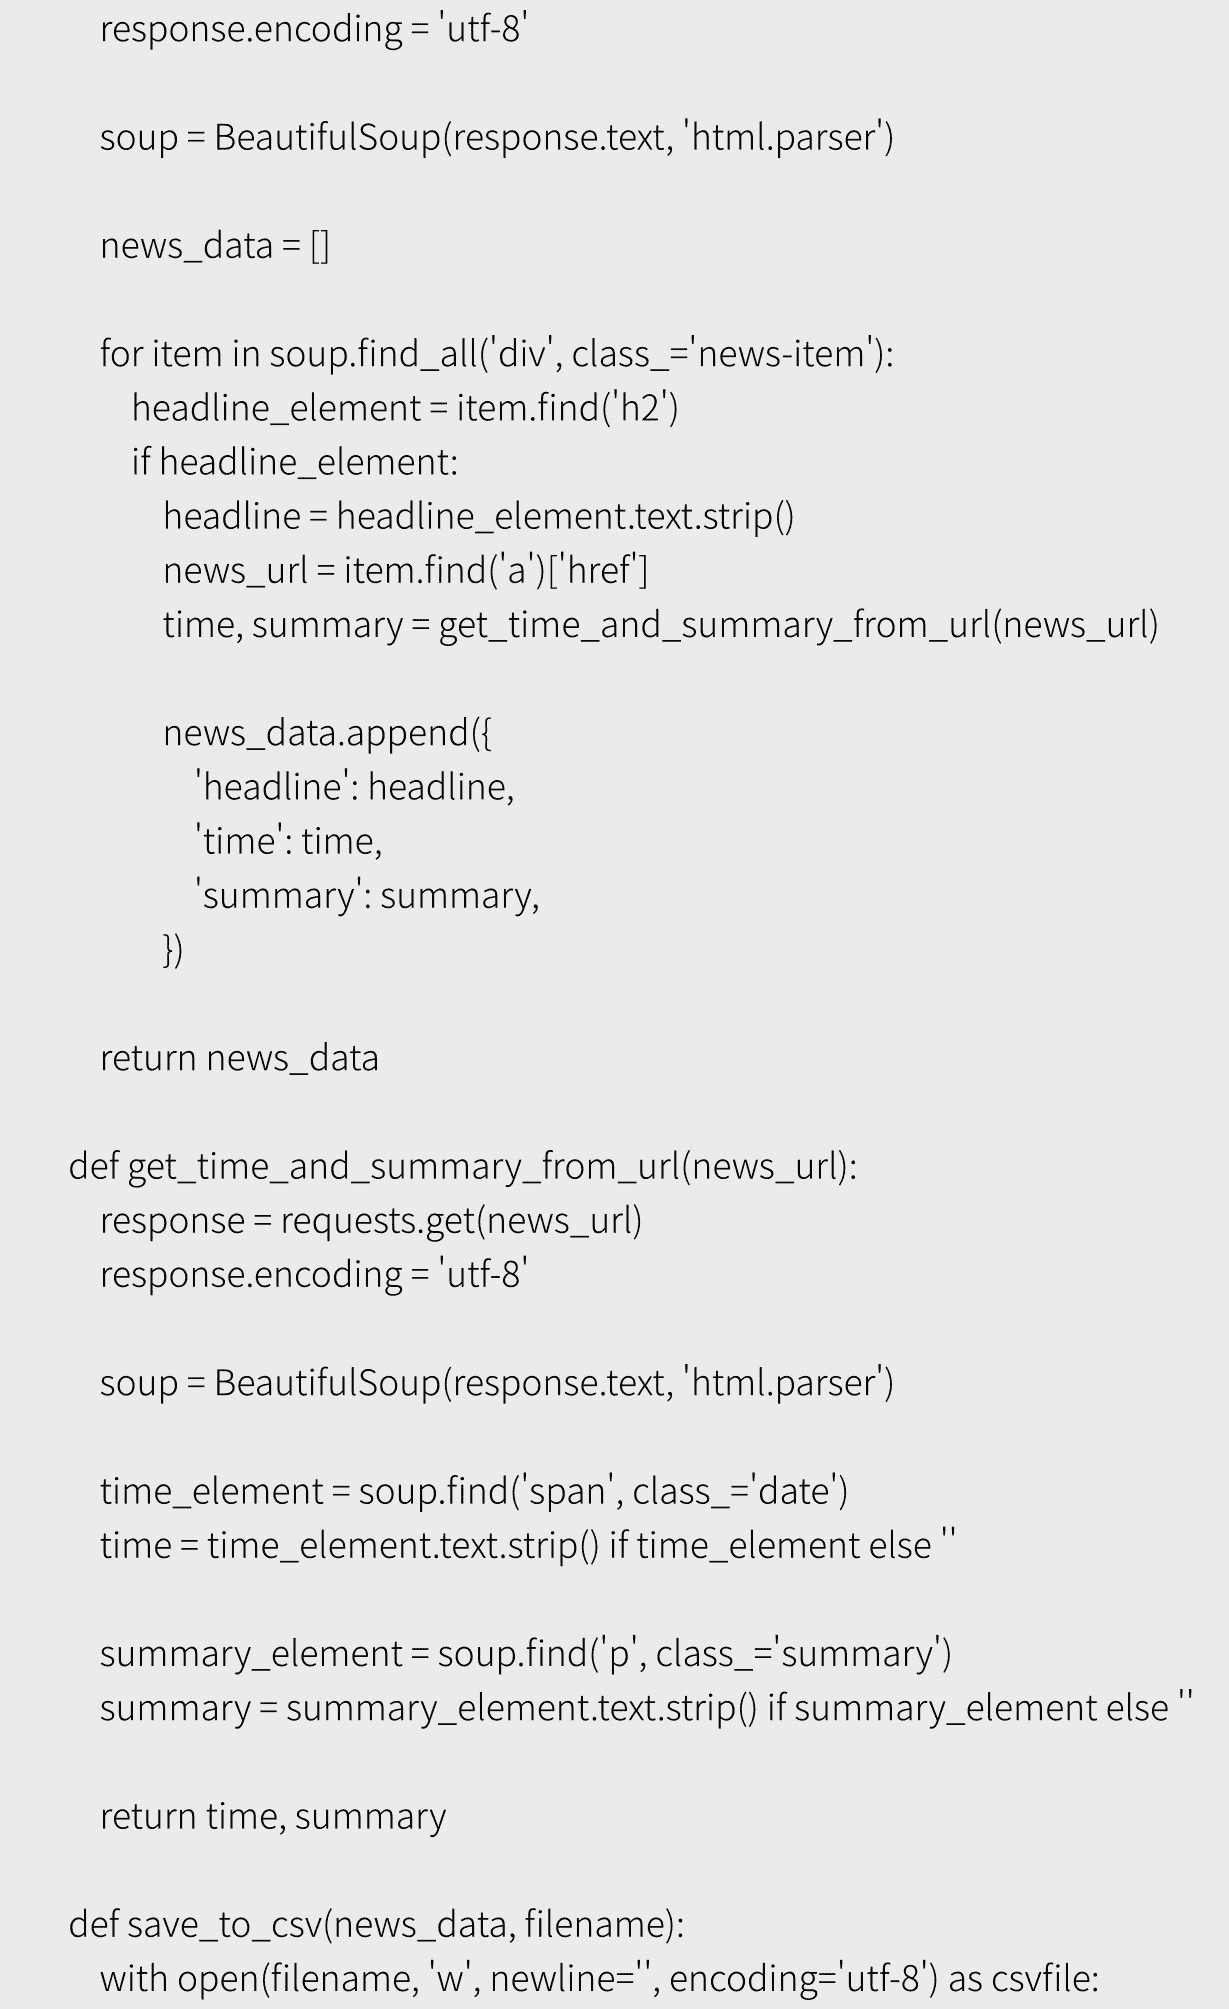 response.encoding = 'utf-8'
soup = BeautifulSoup(response.text, 'html.parser')
news_data = []
for item in soup.find_all('div', class_='news-item'):
headline_element = item.find('h2')
if headline_element:
headline = headline_element.text.strip()
news_url = item.find('a')['href']
time, summary = get_time_and_summary_from_url(news_url)
news_data.append({
'headline': headline,
'time': time,
'summary': summary,
})
return news_data
def get_time_and_summary_from_url(news_url):
response = requests.get(news_url)
response.encoding = 'utf-8'
soup = BeautifulSoup(response.text, 'html.parser')
time_element = soup.find('span', class_='date')
time = time_element.text.strip() if time_element else ''
summary_element = soup.find('p', class_='summary')
summary = summary_element.text.strip() if summary_element else ''
return time, summary
def save_to_csv(news_data, filename):
with open(filename, 'w', newline='', encoding='utf-8') as csvfile: